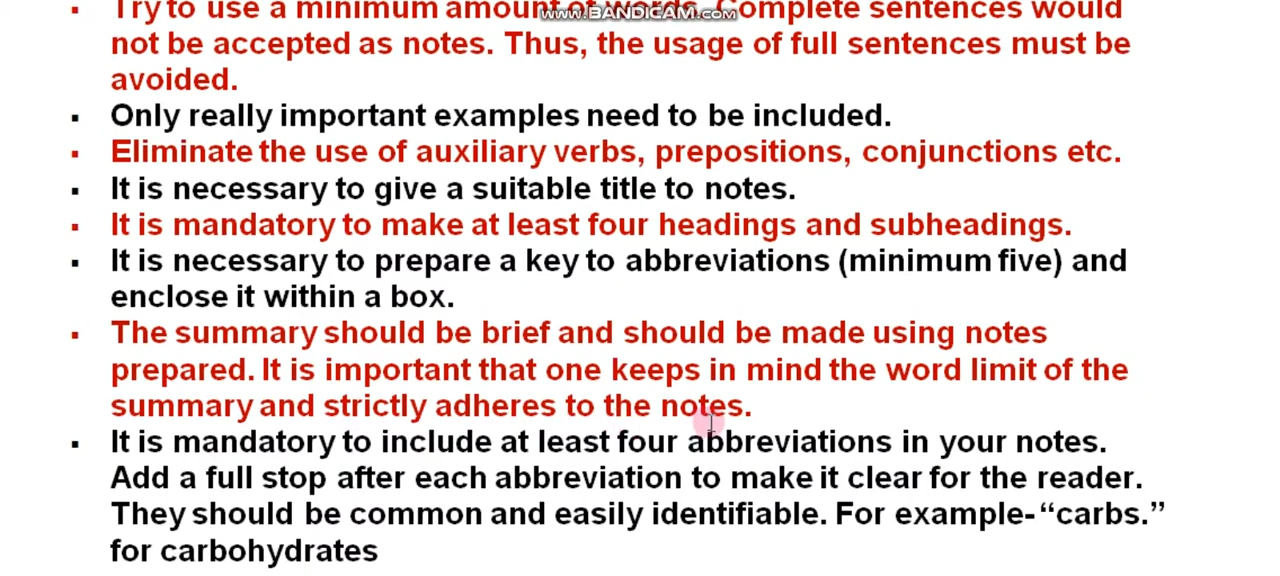 Try to use a minimum amount of words. Complete sentences would
www.BANDICAM.com
not be accepted as notes. Thus, the usage of full sentences must be
avoided.
Only really important examples need to be included.
Eliminate the use of auxiliary verbs, prepositions, conjunctions etc.
It is necessary to give a suitable title to notes.
It is mandatory to make at least four headings and subheadings.
It is necessary to prepare a key to abbreviations (minimum five) and
enclose it within a box.
The summary should be brief and should be made using notes
prepared. It is important that one keeps in mind the word limit of the
summary and strictly adheres to the notes.
It is mandatory to include at least four abbreviations in your notes.
Add a full stop after each abbreviation to make it clear for the reader.
They should be common and easily identifiable. For example- “carbs.”
for carbohydrates